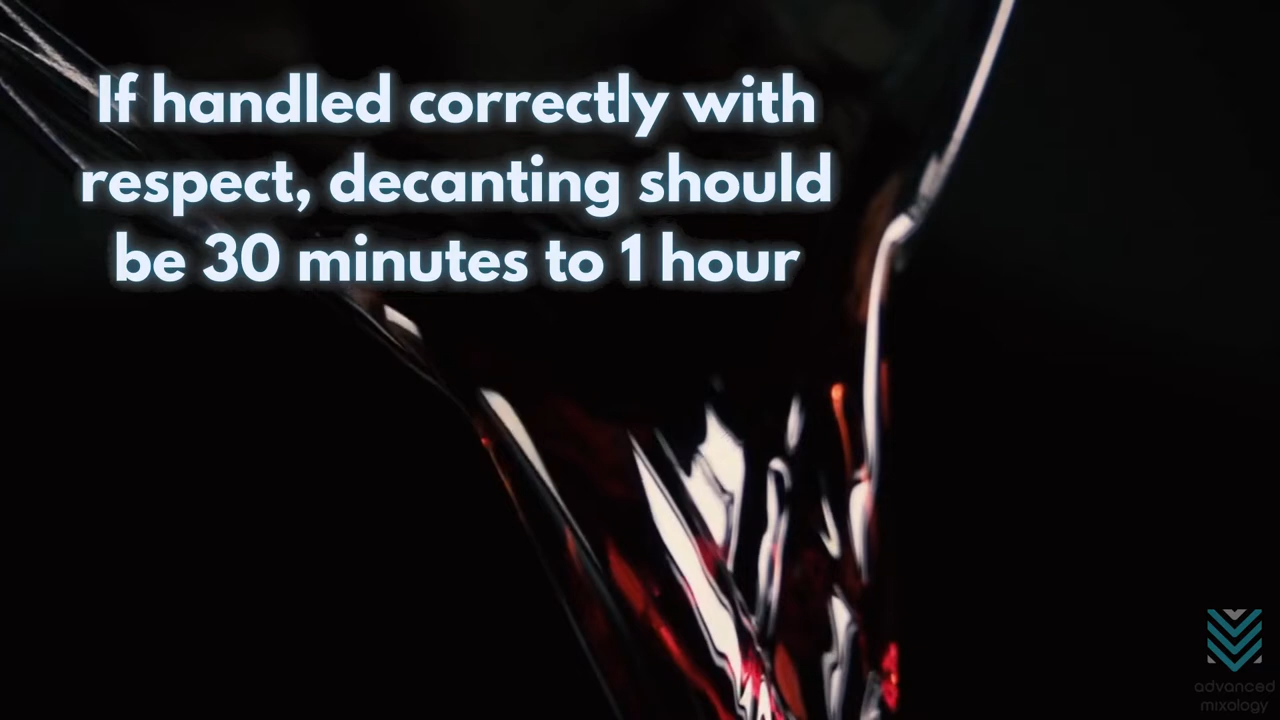 If handled correctly with
respect, decanting should
be 30 minutes to 1 hour
advanced
mixology